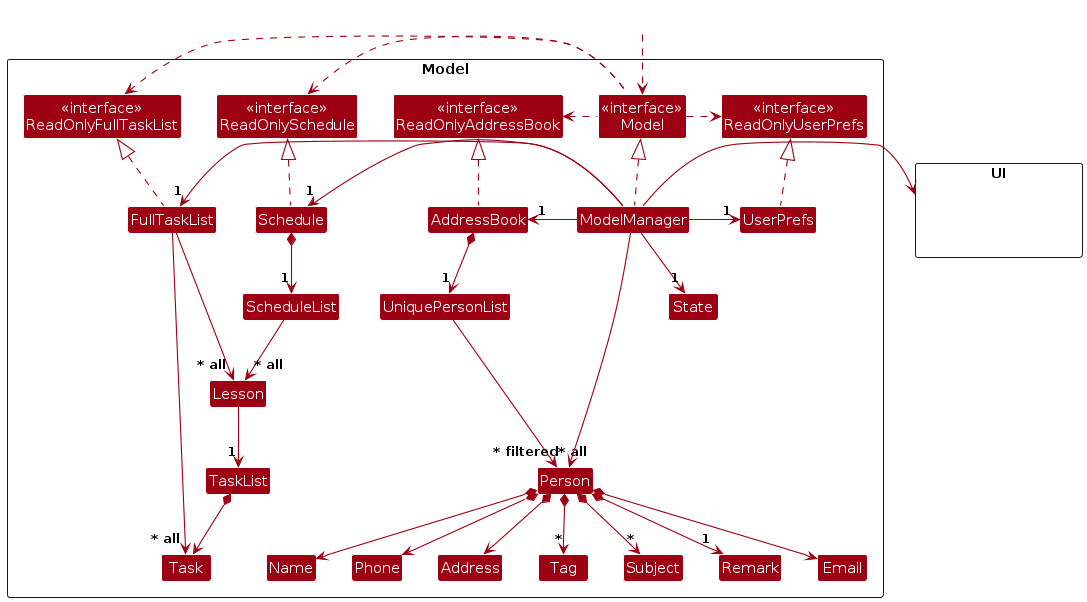 Model
«interface»
ReadOnlyFullTaskList
«interface»
ReadOnlySchedule
«interface»
ReadOnlyAddressBook
«interface»
Model
«interface»
ReadOnlyUserPrefs
UI
1
1
1
1
FullTaskList
Schedule
AddressBook
ModelManager
UserPrefs
1
1
1
ScheduleList
UniquePersonList
State
* all
* all
Lesson
1
* filtered
* all
TaskList
Person
* all
*
*
1
Task
Name
Phone
Address
Tag
Subject
Remark
Email